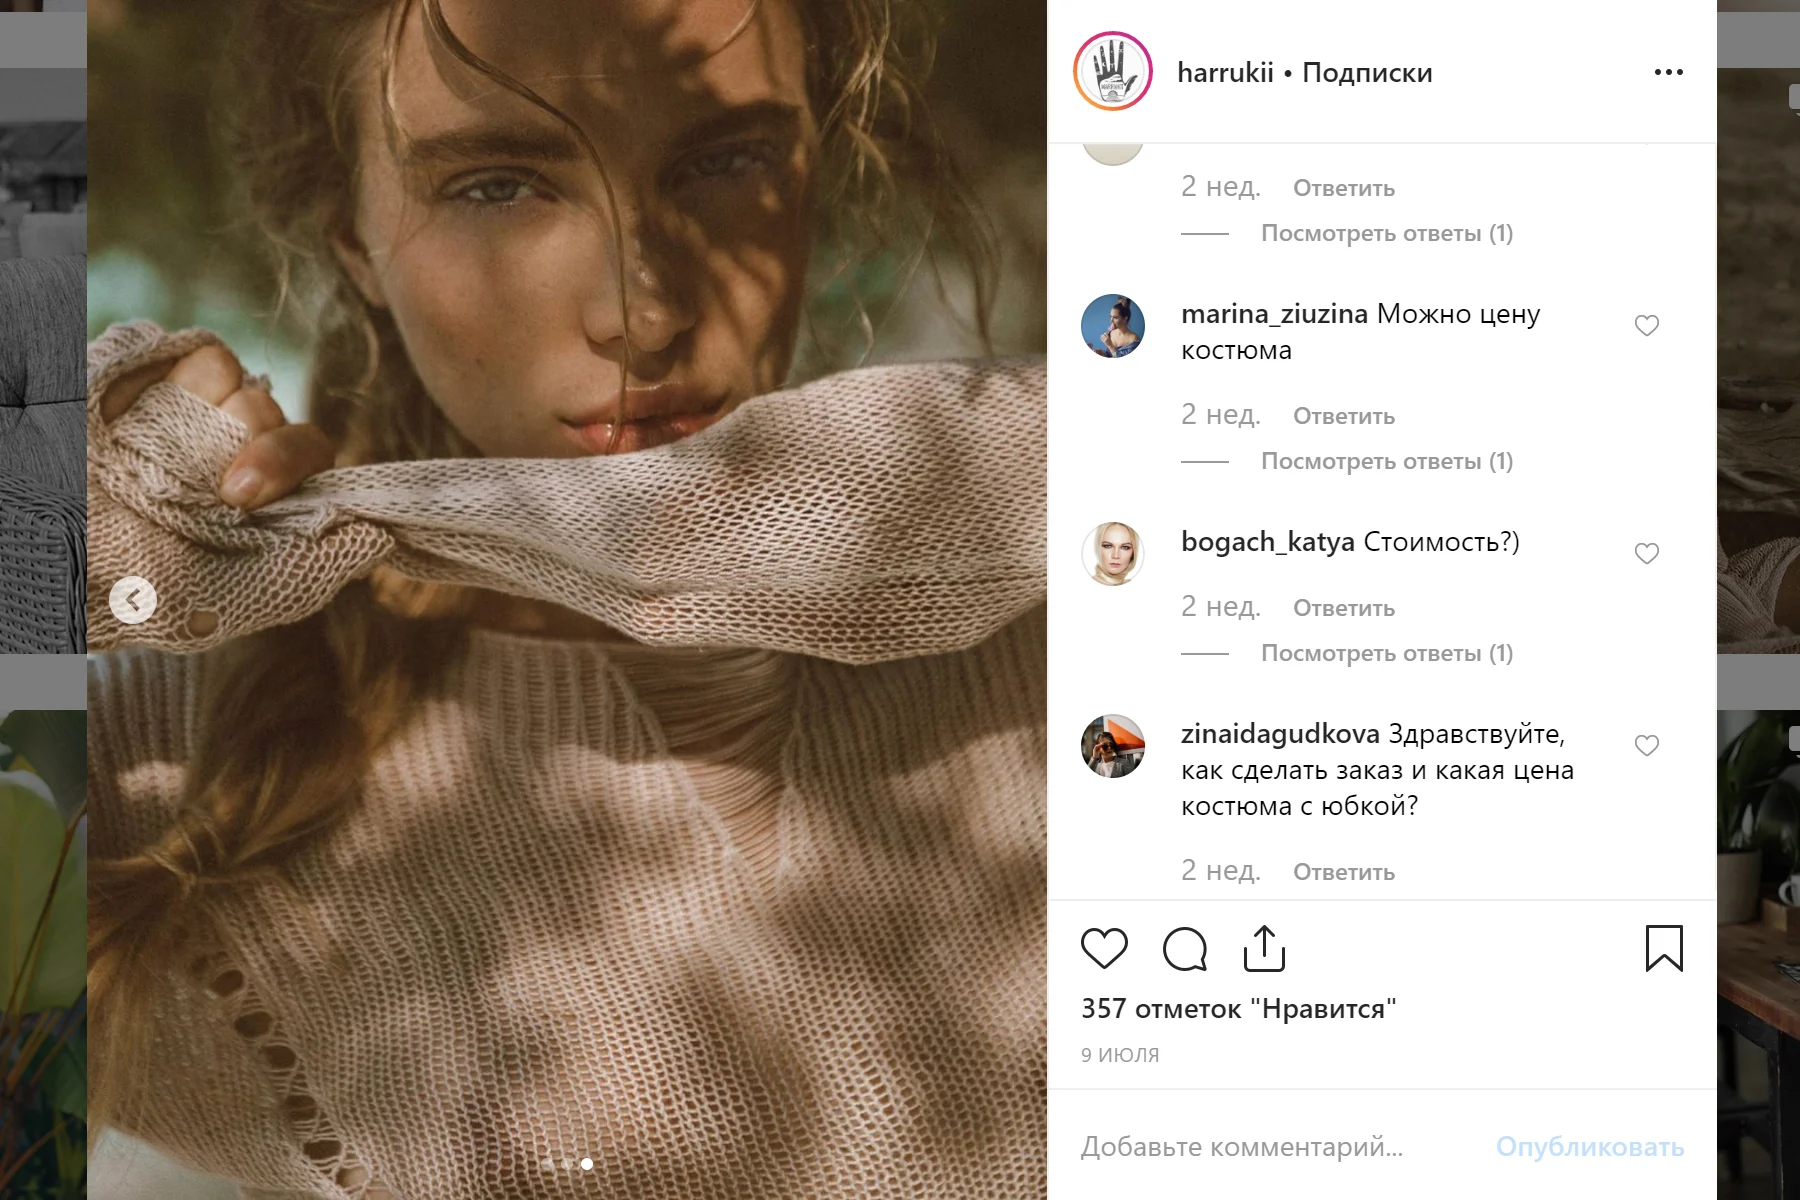 harrukii • Подписки
2 нед. Ответить
Посмотреть ответы (1)
marina_ziuzina Можно цену
костюма
2 нед. Ответить
Посмотреть ответы (1)
bogach_katya Стоимость?)
2 нед. Ответить
Посмотреть ответы (1)
zinaidagudkova Здравствуйте,
как сделать заказ и какая цена
костюма с юбкой?
2 нед. Ответить
357 отметок "Нравится"
9 ИЮЛЯ
Добавьте комментарий... Опубликовать